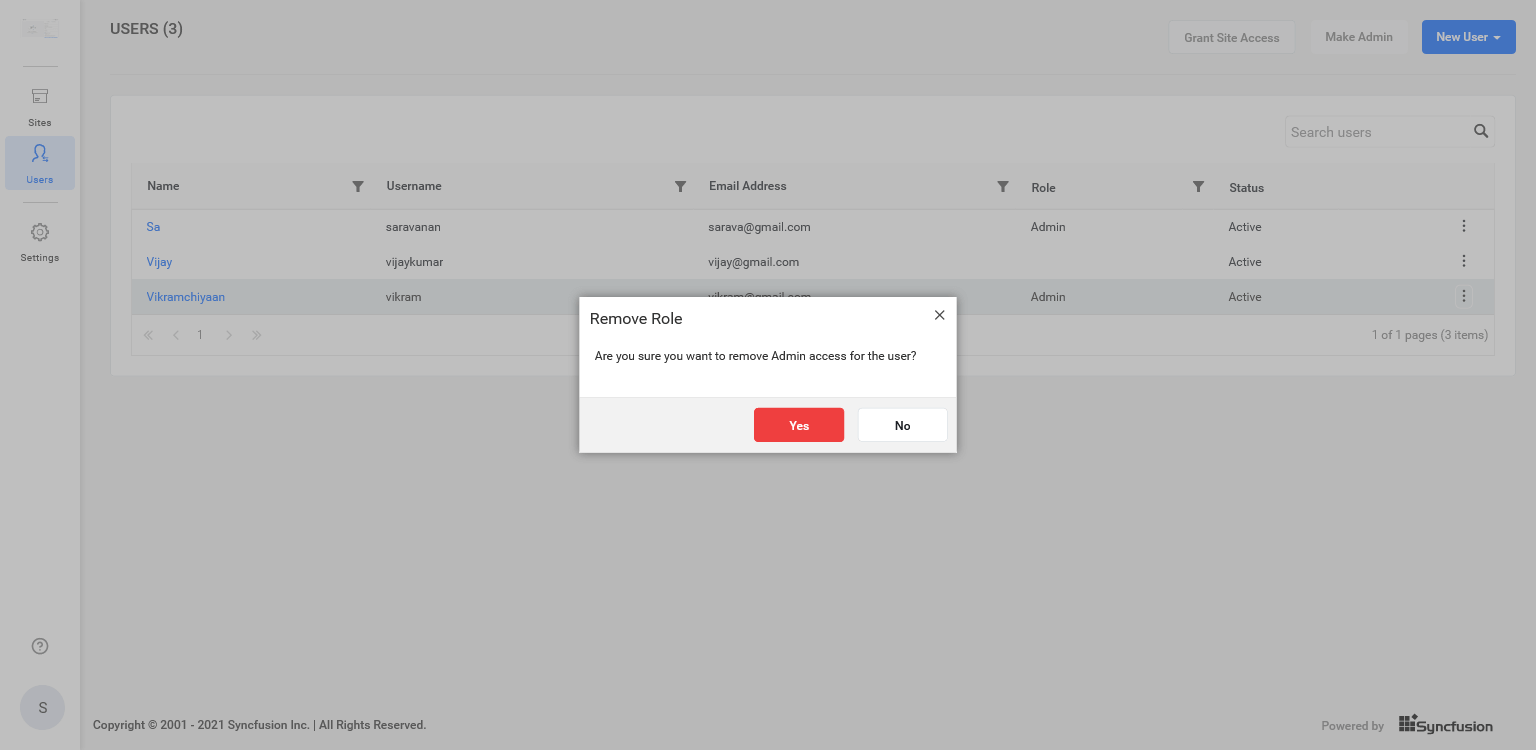 USERS (3)
Grant Site Access
Make Admin
New User
Sites
Users
Settings
Search users
Name Username Email Address Role Status
Sa saravanan sarava@gmail.com Admin Active
Vijay vijaykumar vijay@gmail.com Active
Vikramchiyaan vikram vikram@gmail.com Admin Active
1 1 of 1 pages (3 items)
Remove Role
Are you sure you want to remove Admin access for the user?
Yes No
S
Copyright © 2001 - 2021 Syncfusion Inc. | All Rights Reserved.
Powered by Syncfusion